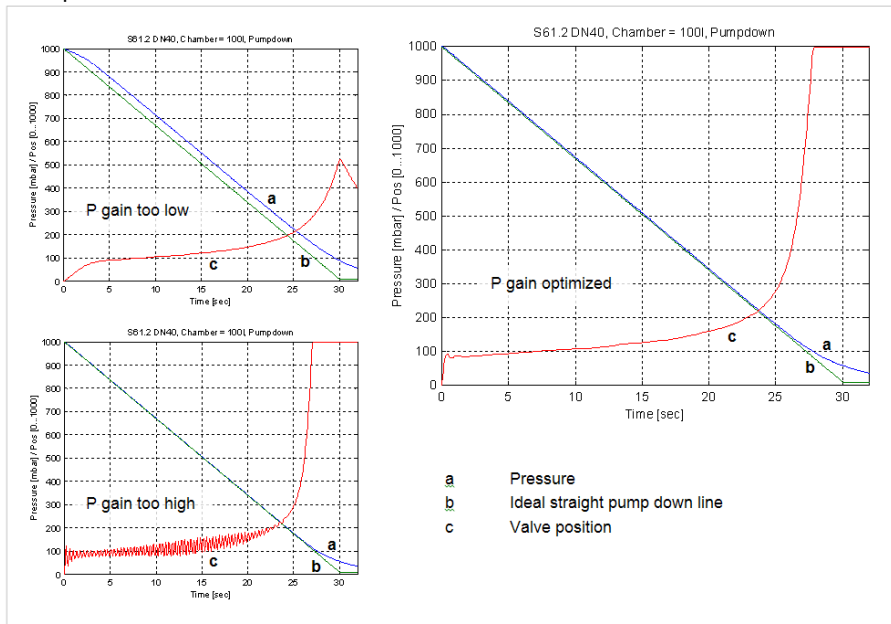 S61.2 DN40, Chamber = 100l, Pumpdown
1000
900
800
700
600
500
400
300
200
100
0
Pressure [mbar] / Pos [0...1000]
P gain too low
a
b
c
0
5
10
15
20
25
30
Time [sec]
S61.2 DN40, Chamber = 100l, Pumpdown
1000
900
800
700
600
500
400
300
200
100
0
Pressure [mbar] / Pos [0...1000]
P gain too high
a
b
c
0
5
10
15
20
25
30
Time [sec]
S61.2 DN40, Chamber = 100l, Pumpdown
1000
900
800
700
600
500
400
300
200
100
0
Pressure [mbar] / Pos [0...1000]
P gain optimized
c
a
b
0
5
10
15
20
25
30
Time [sec]
a Pressure
b Ideal straight pump down line
c Valve position